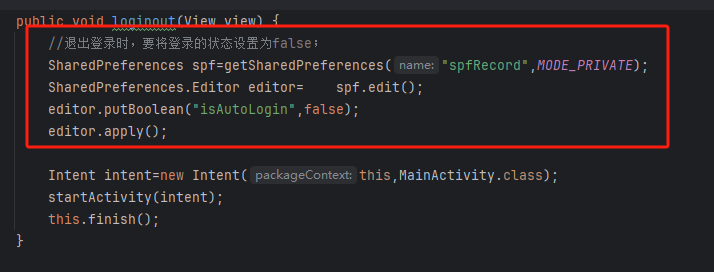 public void loginout(View view) {
//退出登录时，要将登录的状态设置为false；
SharedPreferences spf=getSharedPreferences( name: "spfRecord",MODE_PRIVATE);
SharedPreferences.Editor editor=    spf.edit();
editor.putBoolean("isAutoLogin",false);
editor.apply();
Intent intent=new Intent( packageContext: this,MainActivity.class);
startActivity(intent);
this.finish();
}